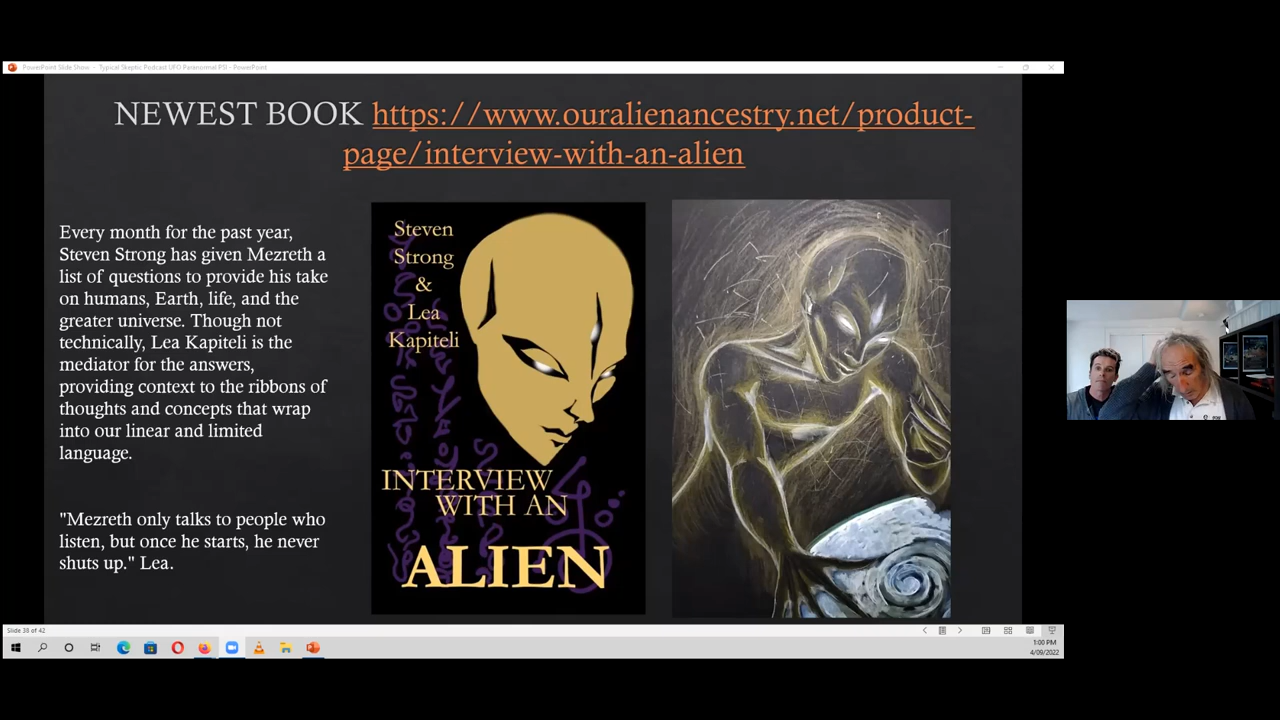 PowerPoint Slide Show - Typical Skeptic Podcast UFO Paranormal PSI - PowerPoint
NEWEST BOOK https://www.ouralienancestry.net/product-
page/interview-with-an-alien
Every month for the past year,
Steven Strong has given Mezreth a
list of questions to provide his take
on humans, Earth, life, and the
greater universe. Though not
technically, Lea Kapiteli is the
mediator for the answers,
providing context to the ribbons of
thoughts and concepts that wrap
into our linear and limited
language.
"Mezreth only talks to people who
listen, but once he starts, he never
shuts up." Lea.
Steven
Strong
&
Lea
Kapiteli
INTERVIEW
WITH AN
ALIEN
Slide 36 of 42
1:00 PM
4/09/2022